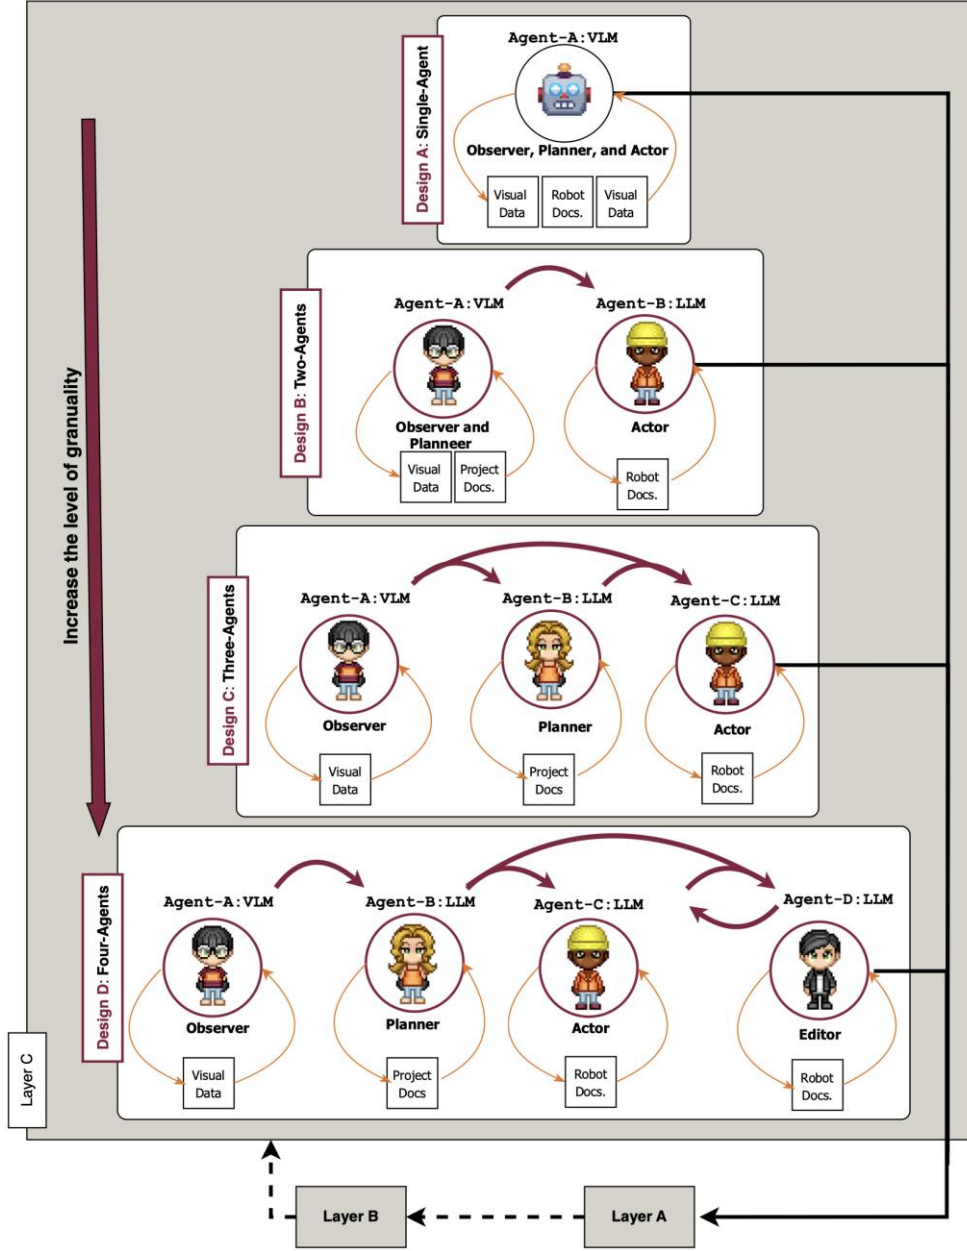 Agent-A:VLM
Design A: Single-Agent
Observer, Planner, and Actor
Visual
Data
Robot
Docs.
Visual
Data
Increase the level of granuality
Design B: Two-Agents
Agent-A:VLM
Observer and
Planneer
Visual
Data
Project
Docs.
Agent-B:LLM
Actor
Robot
Docs.
Design C: Three-Agents
Agent-A:VLM
Observer
Visual
Data
Agent-B:LLM
Planner
Project
Docs
Agent-C:LLM
Actor
Robot
Docs.
Design D: Four-Agents
Agent-A:VLM
Observer
Visual
Data
Agent-B:LLM
Planner
Project
Docs
Agent-C:LLM
Actor
Robot
Docs.
Agent-D:LLM
Editor
Robot
Docs.
Layer C
Layer B
Layer A